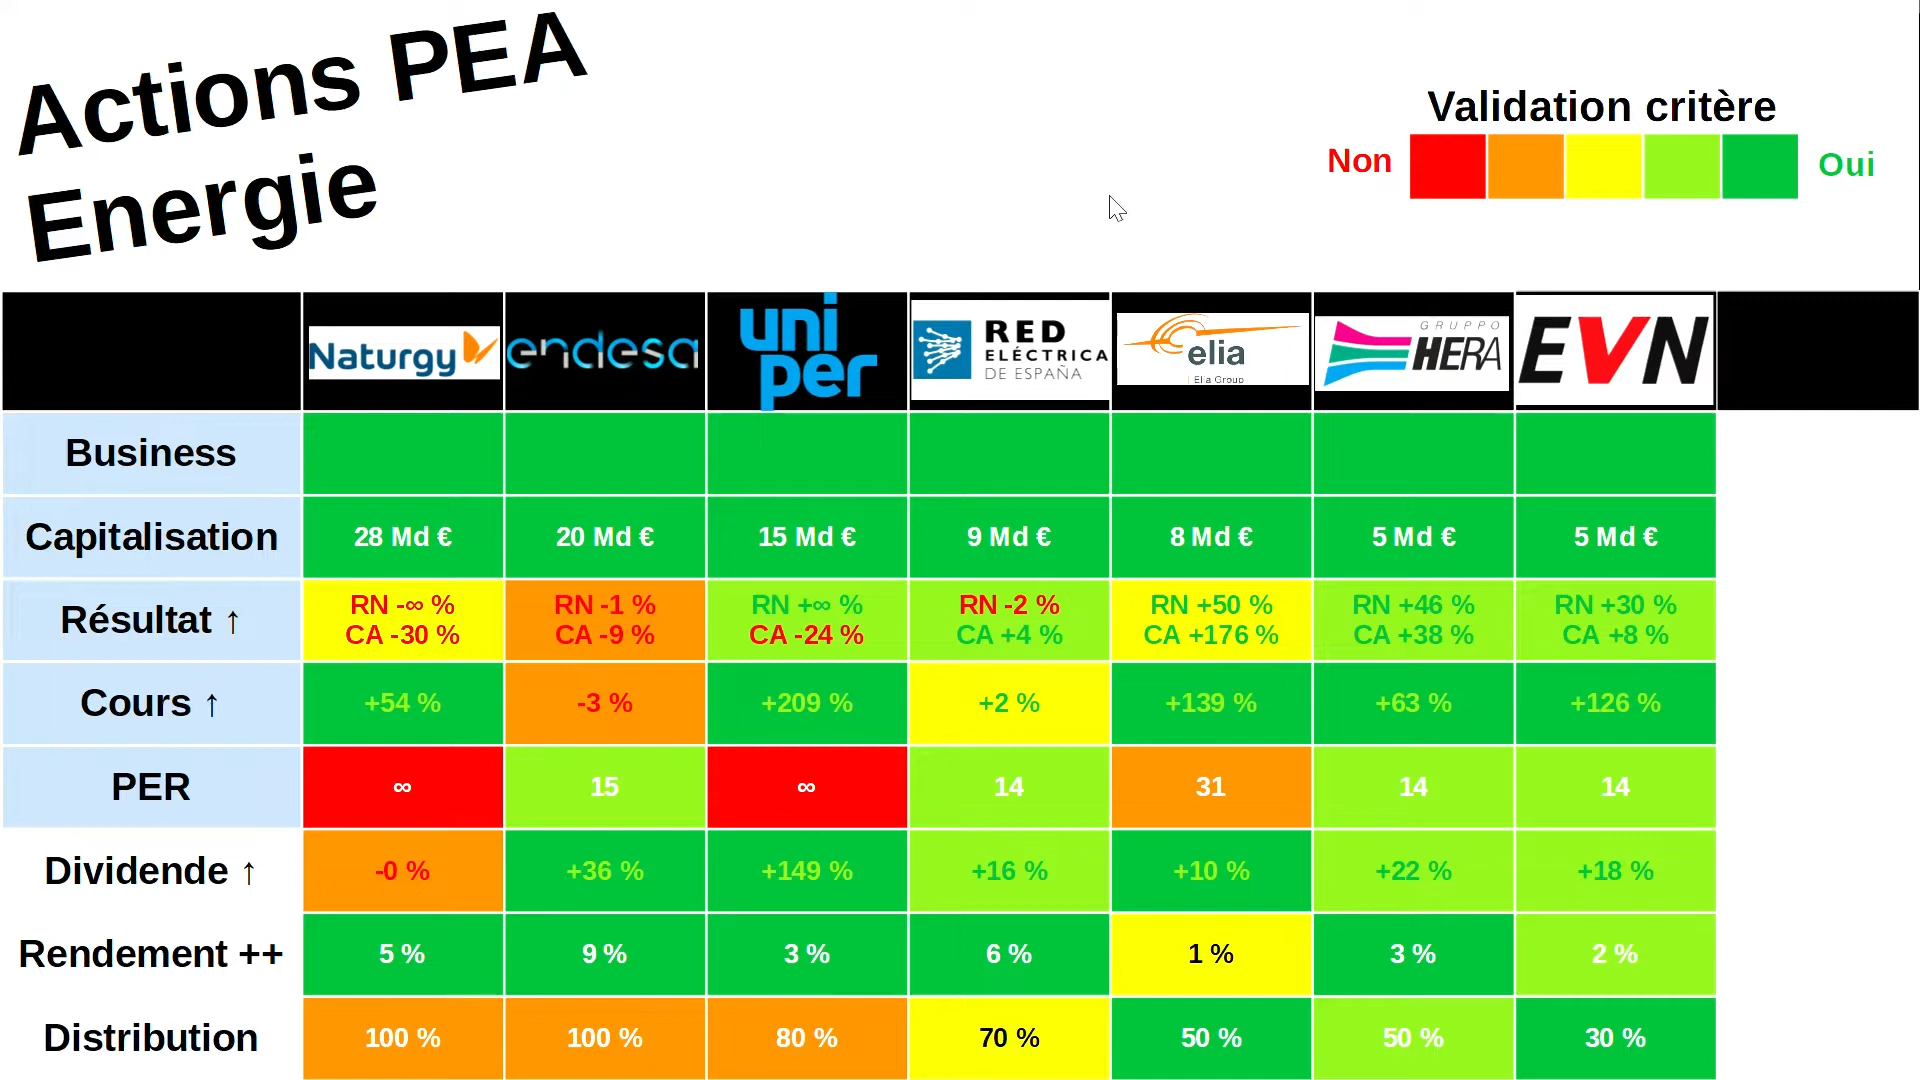 Actions PEA
Energie
Validation critère
Non
Oui
Naturgy
endesa
uni
per
RED
ELÉCTRICA
DE ESPAÑA
elia
Elia Group
GRUPPO
HERA
EVN
Business
Capitalisation
28 Md €
20 Md €
15 Md €
9 Md €
8 Md €
5 Md €
5 Md €
Résultat ↑
RN -∞ %
CA -30 %
RN -1 %
CA -9 %
RN +∞ %
CA -24 %
RN -2 %
CA +4 %
RN +50 %
CA +176 %
RN +46 %
CA +38 %
RN +30 %
CA +8 %
Cours ↑
+54 %
-3 %
+209 %
+2 %
+139 %
+63 %
+126 %
PER
∞
15
∞
14
31
14
14
Dividende ↑
-0 %
+36 %
+149 %
+16 %
+10 %
+22 %
+18 %
Rendement ++
5 %
9 %
3 %
6 %
1 %
3 %
2 %
Distribution
100 %
100 %
80 %
70 %
50 %
50 %
30 %